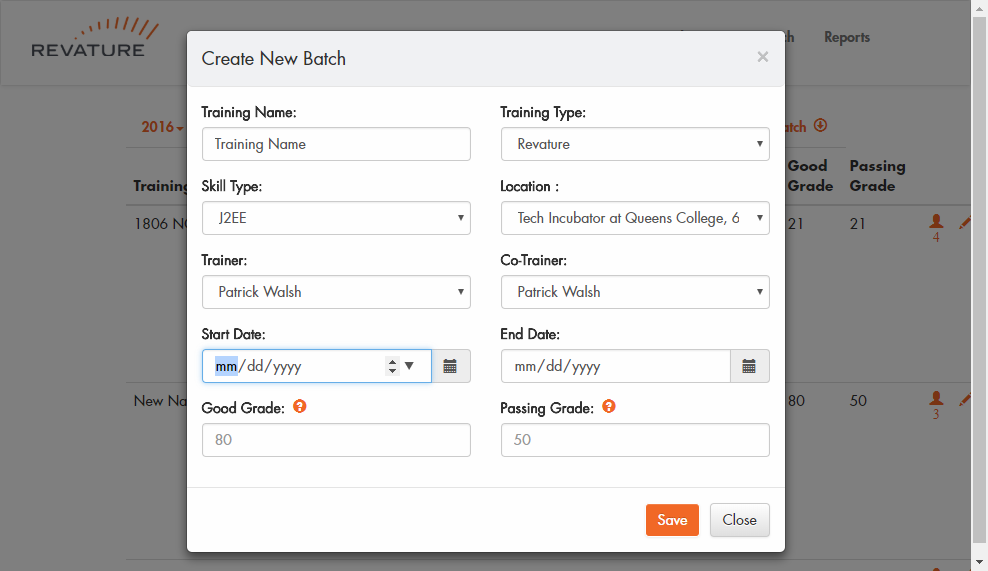 REVATURE
Reports
Create New Batch ×
Training Name: Training Type:
Training Name Revature
2016
Skill Type: Location :
Good Grade
Passing Grade
J2EE Tech Incubator at Queens College, 6
1806
21 21
4
Trainer: Co-Trainer:
Patrick Walsh Patrick Walsh
Start Date: End Date:
mm/dd/yyyy mm/dd/yyyy
New
80 50
3
Good Grade: ? Passing Grade: ?
80 50
Save Close